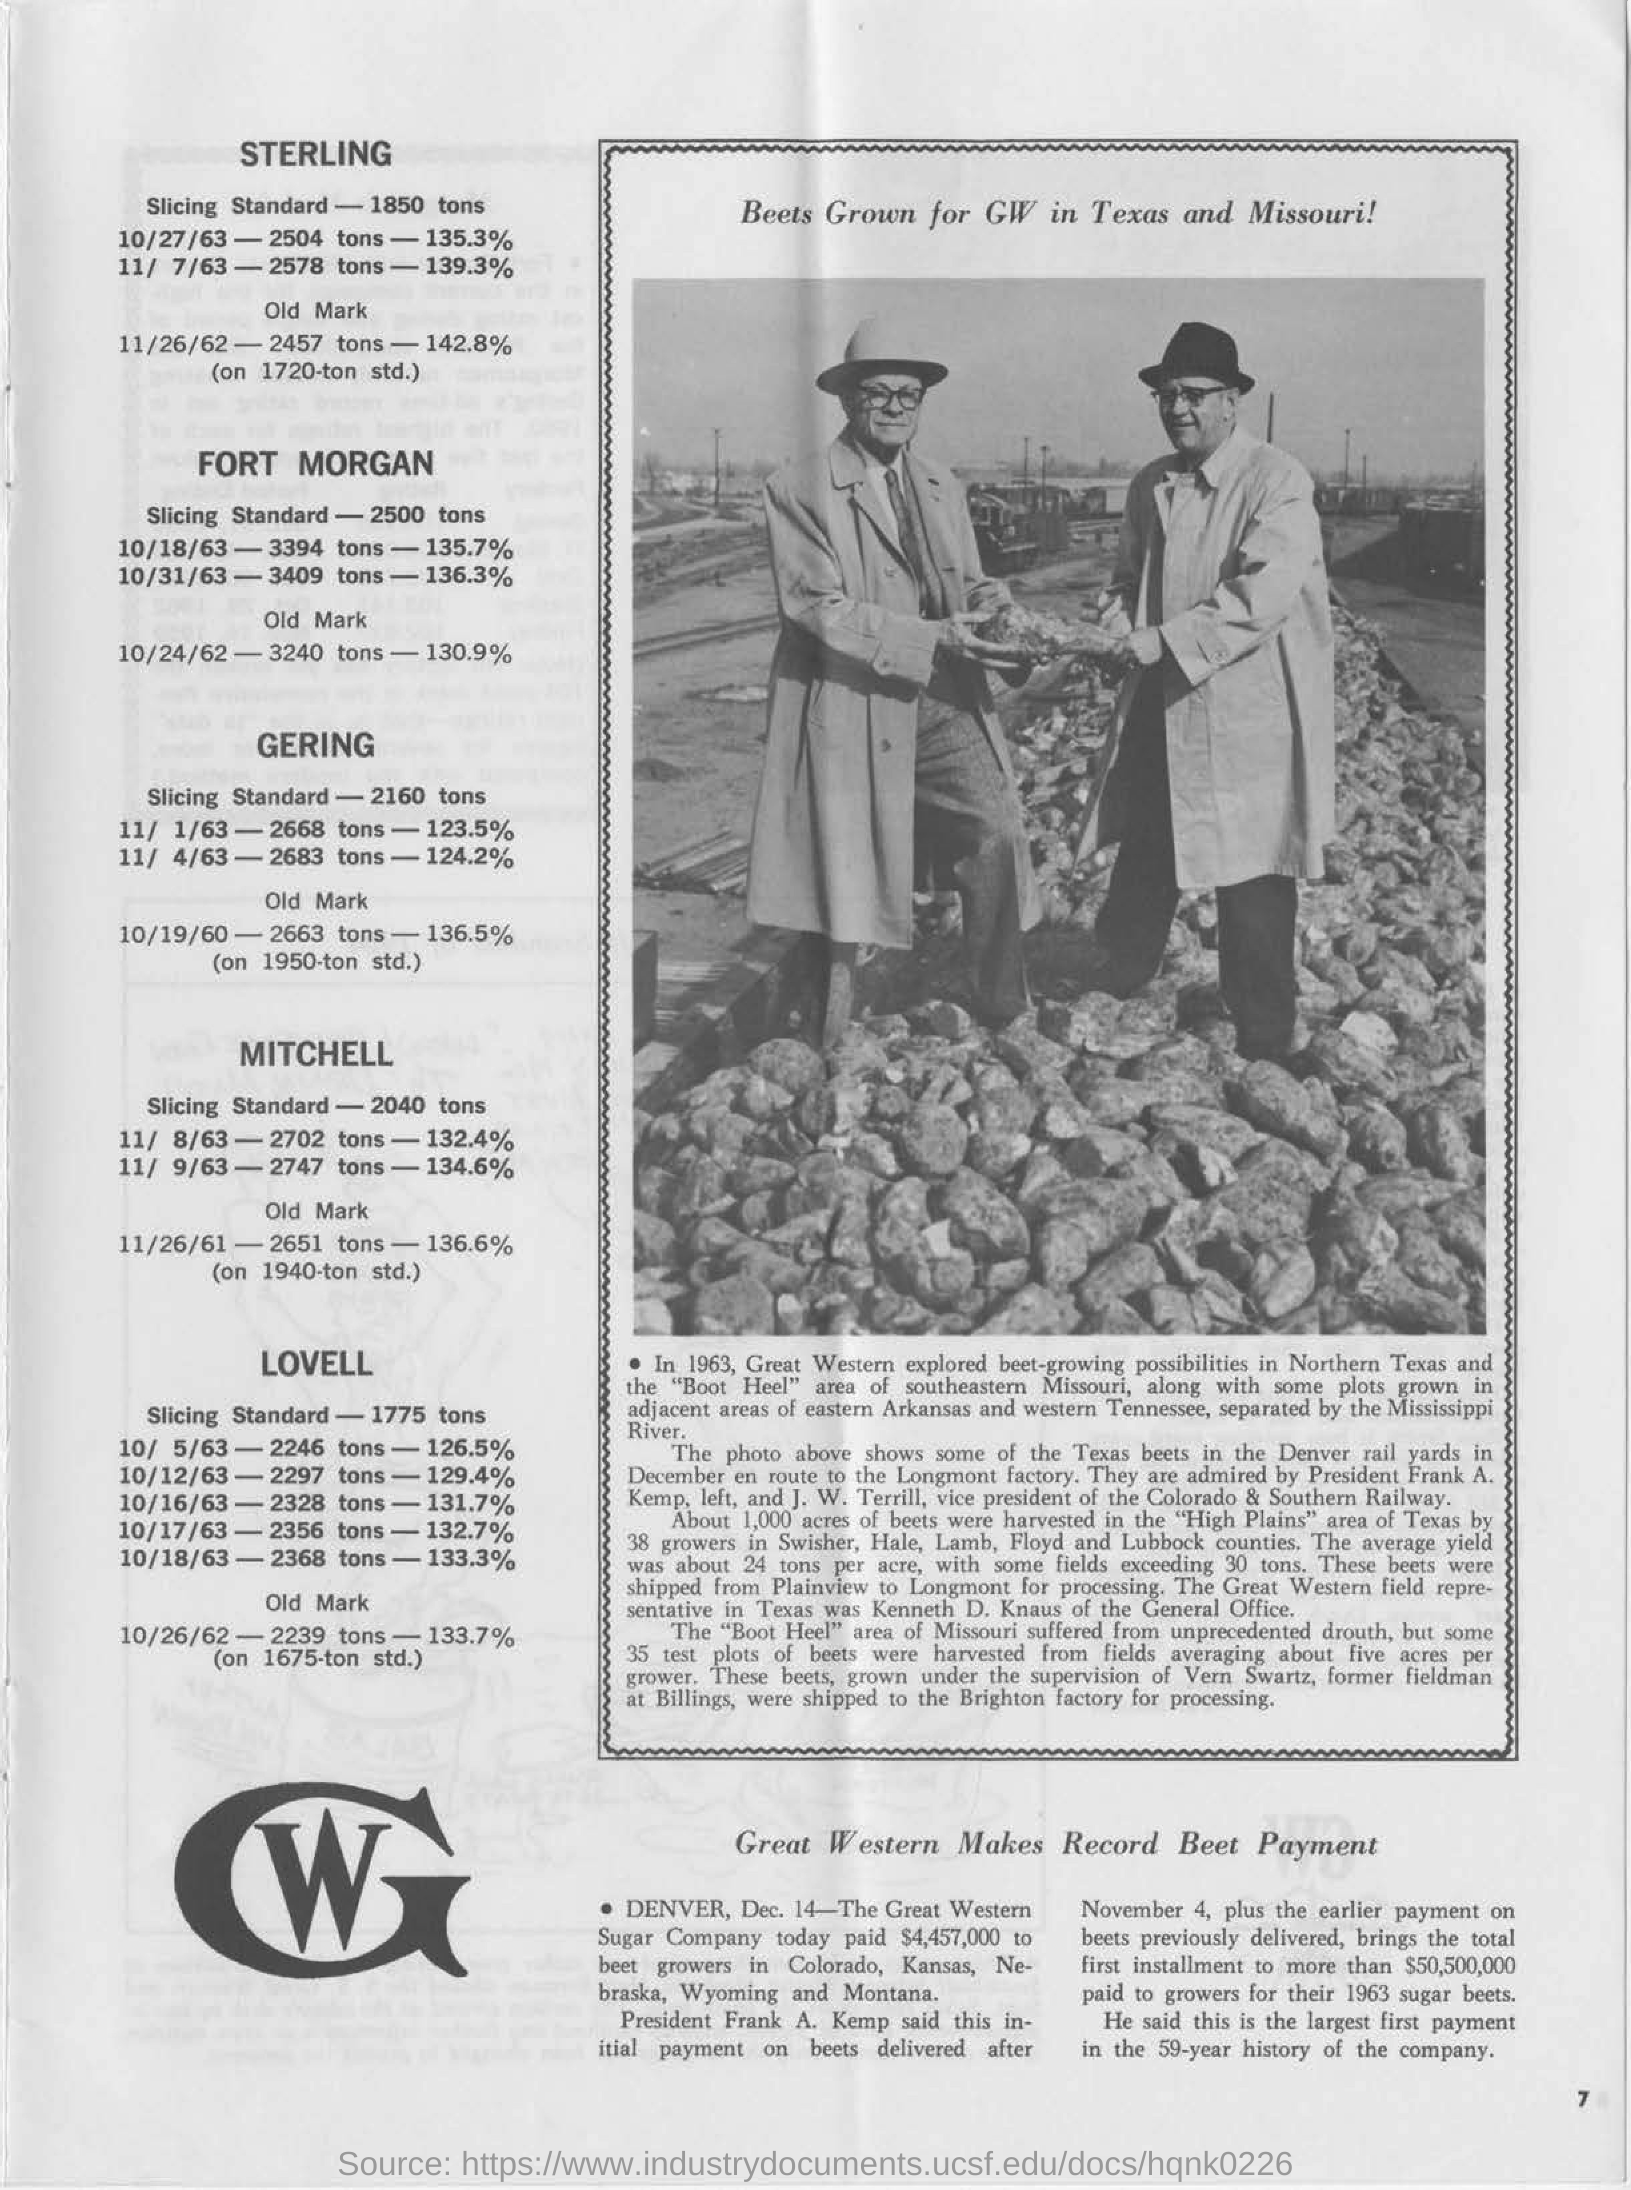 STERLING
Slicing Standard — 1850 tons
10/27/63 — 2504 tons — 135.3%
11/ 7/63 — 2578 tons — 139.3%
Old Mark
11/26/62 — 2457 tons — 142.8%
(on 1720-ton std.)
FORT MORGAN
Slicing Standard — 2500 tons
10/18/63 — 3394 tons — 135.7%
10/31/63 — 3409 tons — 136.3%
Old Mark
10/24/62 — 3240 tons — 130.9%
GERING
Slicing Standard — 2160 tons
11/ 1/63 — 2668 tons — 123.5%
11/ 4/63 — 2683 tons — 124.2%
Old Mark
10/19/60 — 2663 tons — 136.5%
(on 1950-ton std.)
MITCHELL
Slicing Standard — 2040 tons
11/ 8/63 — 2702 tons — 132.4%
11/ 9/63 — 2747 tons — 134.6%
Old Mark
11/26/61 — 2651 tons — 136.6%
(on 1940-ton std.)
LOVELL
Slicing Standard — 1775 tons
10/ 5/63 — 2246 tons — 126.5%
10/12/63 — 2297 tons — 129.4%
10/16/63 — 2328 tons — 131.7%
10/17/63 — 2356 tons — 132.7%
10/18/63 — 2368 tons — 133.3%
Old Mark
10/26/62 — 2239 tons — 133.7%
(on 1675-ton std.)
GW
Beets Grown for GW in Texas and Missouri!
• In 1963, Great Western explored beet-growing possibilities in Northern Texas and
the “Boot Heel” area of southeastern Missouri, along with some plots grown in
adjacent areas of eastern Arkansas and western Tennessee, separated by the Mississippi
River.
The photo above shows some of the Texas beets in the Denver rail yards in
December en route to the Longmont factory. They are admired by President Frank A.
Kemp, left, and J. W. Terrill, vice president of the Colorado & Southern Railway.
About 1,000 acres of beets were harvested in the “High Plains” area of Texas by
38 growers in Swisher, Hale, Lamb, Floyd and Lubbock counties. The average yield
was about 24 tons per acre, with some fields exceeding 30 tons. These beets were
shipped from Plainview to Longmont for processing. The Great Western field repre-
sentative in Texas was Kenneth D. Knaus of the General Office.
The “Boot Heel” area of Missouri suffered from unprecedented drouth, but some
35 test plots of beets were harvested from fields averaging about five acres per
grower. These beets, grown under the supervision of Vern Swartz, former fieldman
at Billings, were shipped to the Brighton factory for processing.
Great Western Makes Record Beet Payment
• DENVER, Dec. 14—The Great Western
Sugar Company today paid $4,457,000 to
beet growers in Colorado, Kansas, Ne-
braska, Wyoming and Montana.
President Frank A. Kemp said this in-
itial payment on beets delivered after
November 4, plus the earlier payment on
beets previously delivered, brings the total
first installment to more than $50,500,000
paid to growers for their 1963 sugar beets.
He said this is the largest first payment
in the 59-year history of the company.
7
Source: https://www.industrydocuments.ucsf.edu/docs/hqnk0226